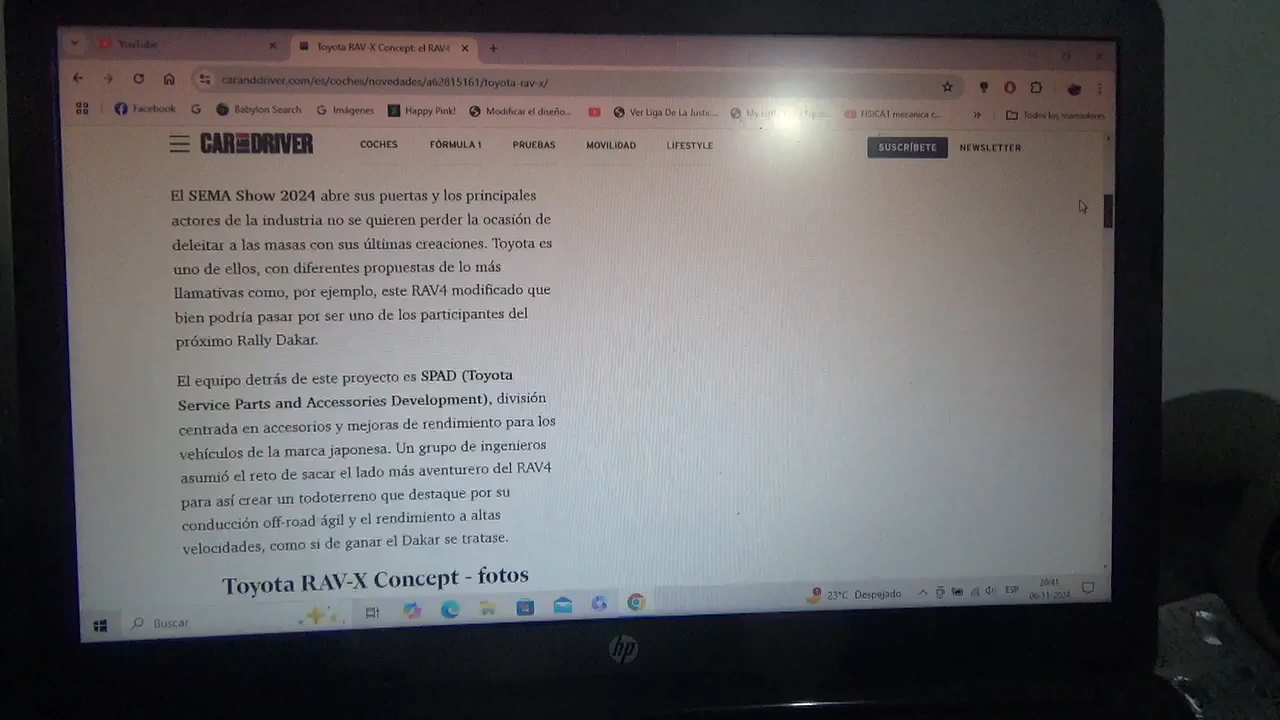 YouTube
Toyota RAV-X Concept: el RAV4
caranddriver.com/es/coches/novedades/a62815161/toyota-rav-x/
Facebook
Babylon Search
Imágenes
Happy Pink!
Modificar el diseño...
Ver Liga De La Justic...
FISICA1 mecanica c...
Todos los marcadores
CAR AND DRIVER
COCHES
FÓRMULA 1
PRUEBAS
MOVILIDAD
LIFESTYLE
SUSCRÍBETE
NEWSLETTER
El SEMA Show 2024 abre sus puertas y los principales
actores de la industria no se quieren perder la ocasión de
deleitar a las masas con sus últimas creaciones. Toyota es
uno de ellos, con diferentes propuestas de lo más
llamativas como, por ejemplo, este RAV4 modificado que
bien podría pasar por ser uno de los participantes del
próximo Rally Dakar.
El equipo detrás de este proyecto es SPAD (Toyota
Service Parts and Accessories Development), división
centrada en accesorios y mejoras de rendimiento para los
vehículos de la marca japonesa. Un grupo de ingenieros
asumió el reto de sacar el lado más aventurero del RAV4
para así crear un todoterreno que destaque por su
conducción off-road ágil y el rendimiento a altas
velocidades, como si de ganar el Dakar se tratase.
Toyota RAV-X Concept - fotos
Buscar
23°C Despejado
ESP
20:41
06-11-2024
hp